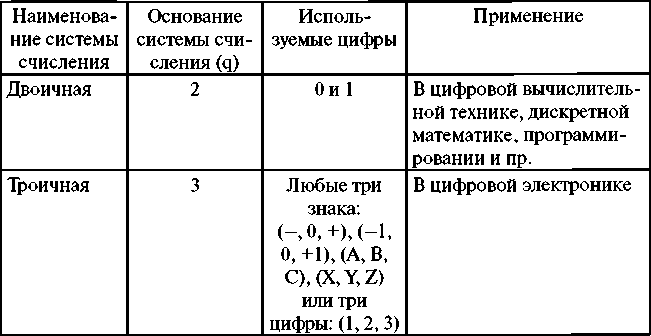 Наименова-
ние системы
счисления
Основание
системы счи-
сления (q)
Исполь-
зуемые цифры
Применение
Двоичная
2
0 и 1
В цифровой вычислитель-
ной технике, дискретной
математике, программи-
ровании и пр.
Троичная
3
Любые три
знака:
(–, 0, +), (–1,
0, +1), (A, B,
C), (X, Y, Z)
или три
цифры: (1, 2, 3)
В цифровой электронике